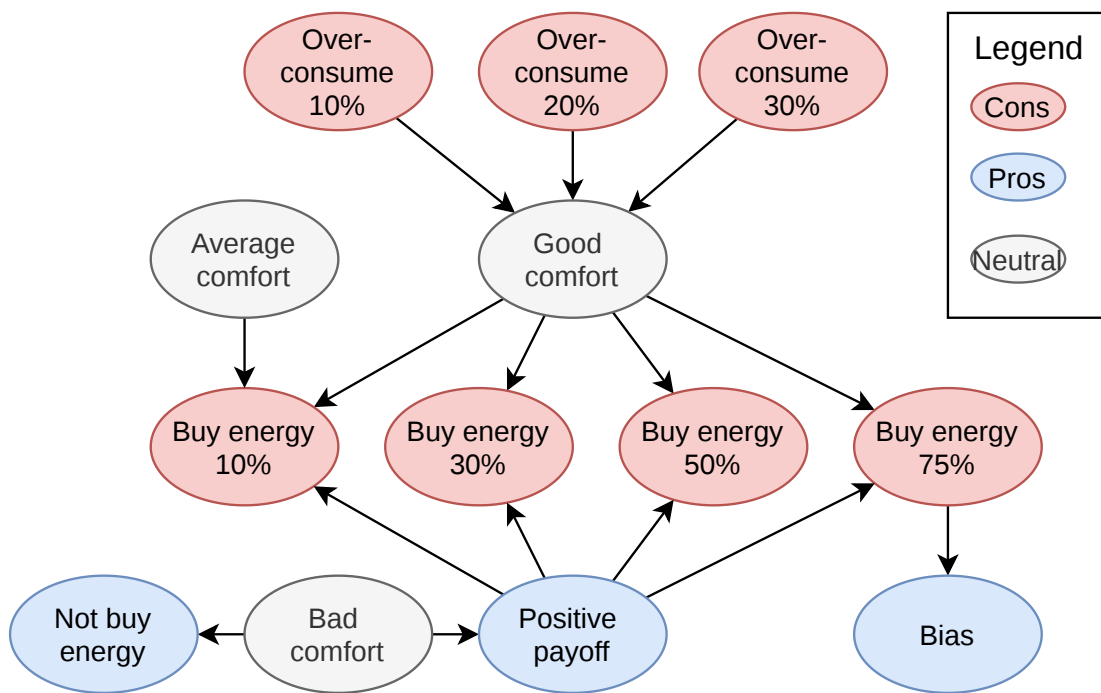 Over-
consume
10%
Over-
consume
20%
Over-
consume
30%
Legend
Cons
Pros
Neutral
Average
comfort
Good
comfort
Buy energy
10%
Buy energy
30%
Buy energy
50%
Buy energy
75%
Not buy
energy
Bad
comfort
Positive
payoff
Bias